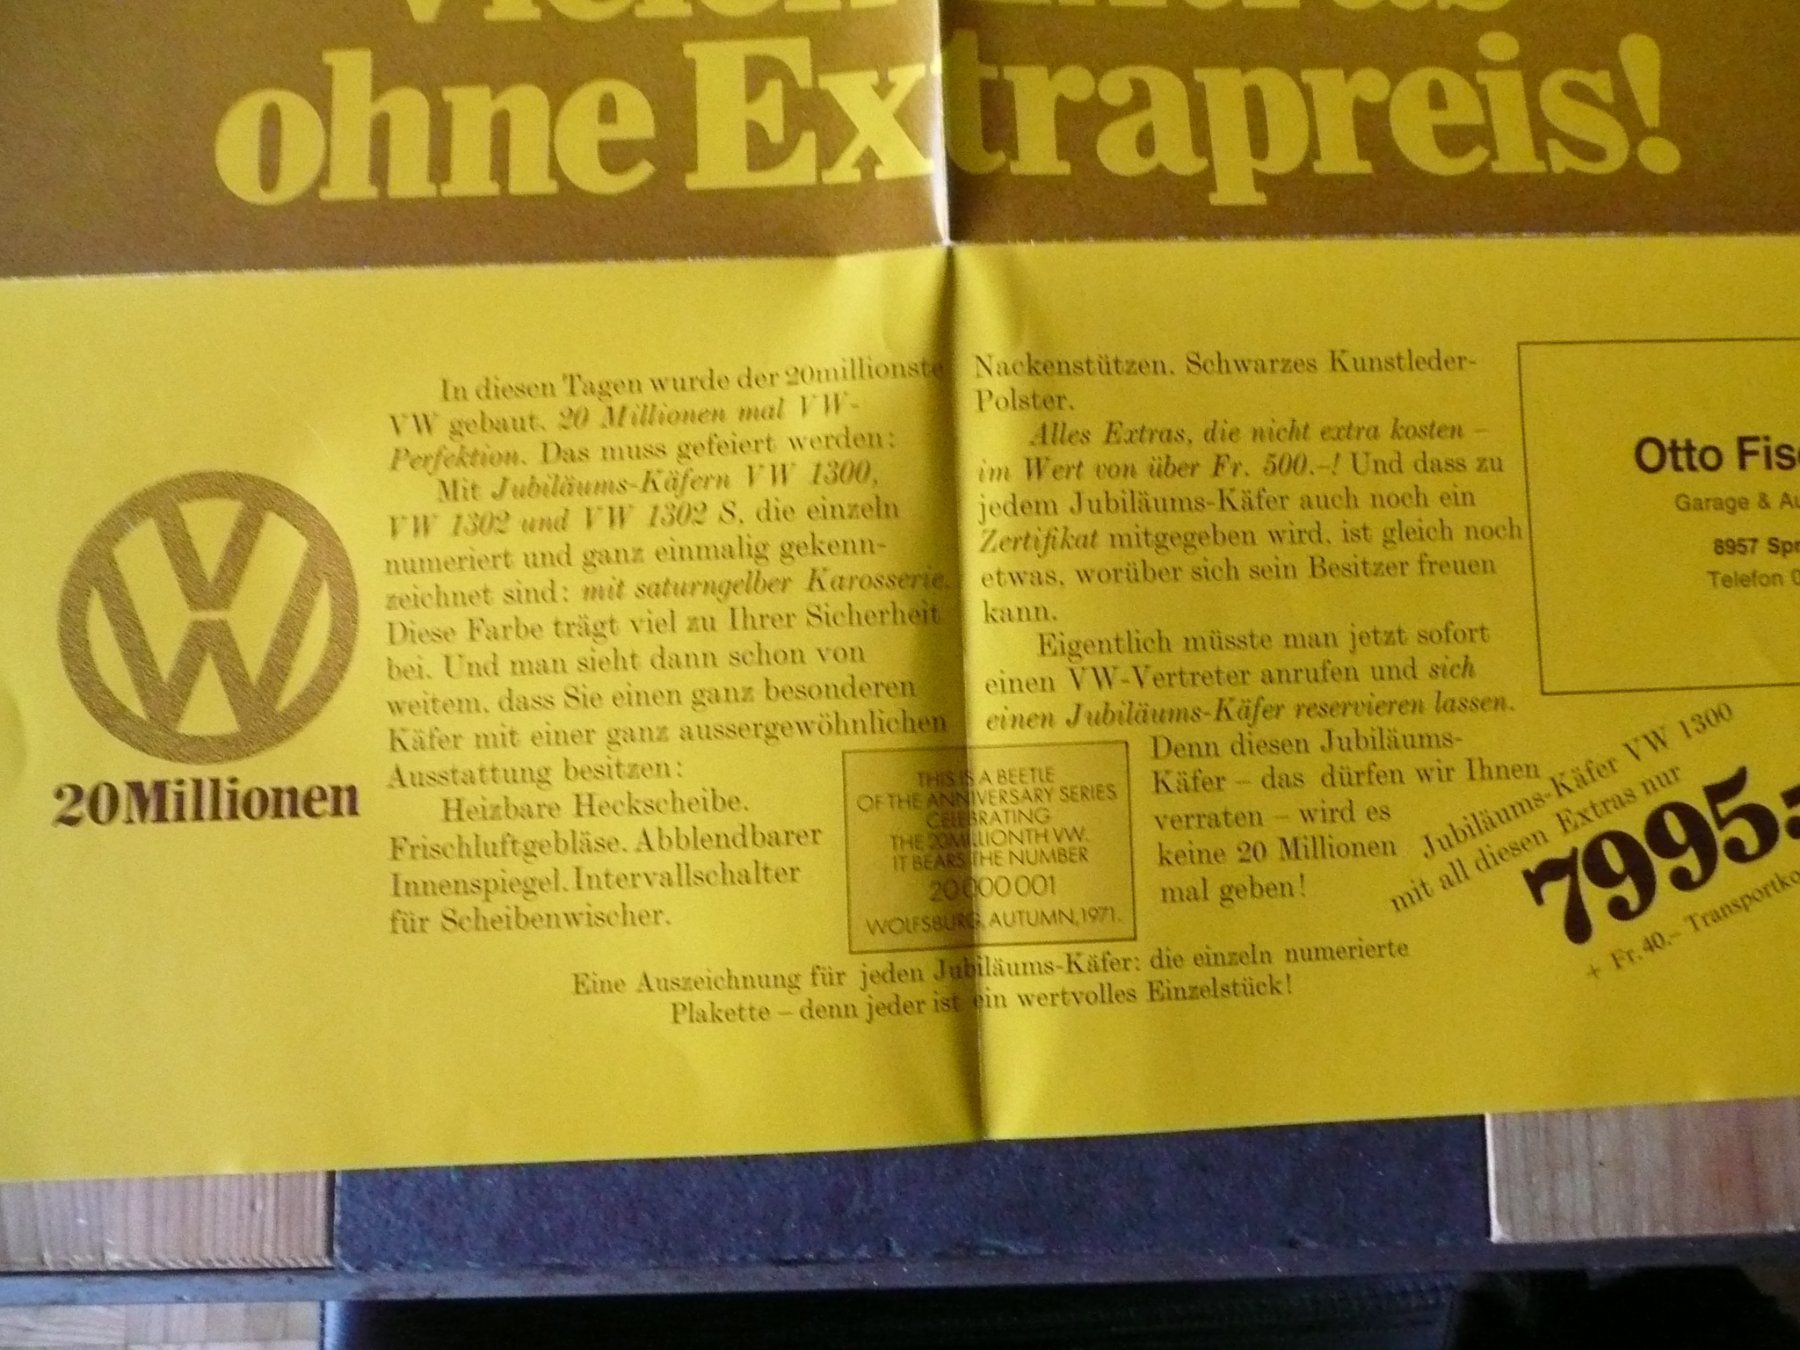 ohne Extrapreis!
In diesen Tagen wurde der 20millionste
VW gebaut. 20 Millionen mal VW-
Perfektion. Das muss gefeiert werden:
Mit Jubiläums-Käfern VW 1300,
VW 1302 und VW 1302 S, die einzeln
numeriert und ganz einmalig gekenn-
zeichnet sind: mit saturngelber Karosserie.
Diese Farbe trägt viel zu Ihrer Sicherheit
bei. Und man sieht dann schon von
weitem, dass Sie einen ganz besonderen
Käfer mit einer ganz aussergewöhnlichen
Ausstattung besitzen:
Heizbare Heckscheibe.
Frischluftgebläse. Abblendbarer
Innenspiegel. Intervallschalter
für Scheibenwischer.
Nackenstützen. Schwarzes Kunstleder-
Polster.
Alles Extras, die nicht extra kosten –
im Wert von über Fr. 500.–! Und dass zu
jedem Jubiläums-Käfer auch noch ein
Zertifikat mitgegeben wird, ist gleich noch
etwas, worüber sich sein Besitzer freuen
kann.
Eigentlich müsste man jetzt sofort
einen VW-Vertreter anrufen und sich
einen Jubiläums-Käfer reservieren lassen.
Denn diesen Jubiläums-
Käfer – das dürfen wir Ihnen
verraten – wird es
keine 20 Millionen
mal geben!
VW
20 Millionen
THIS IS A BEETLE
OF THE ANNIVERSARY SERIES
CELEBRATING
THE 20MILLIONTH VW.
IT BEARS THE NUMBER
20000001
WOLFSBURG, AUTUMN, 1971.
Eine Auszeichnung für jeden Jubiläums-Käfer: die einzeln numerierte
Plakette – denn jeder ist ein wertvolles Einzelstück!
Otto
Garage &
8957
Telefon
Jubiläums-Käfer VW 1300
mit all diesen Extras nur
7995
+ Fr. 40.–